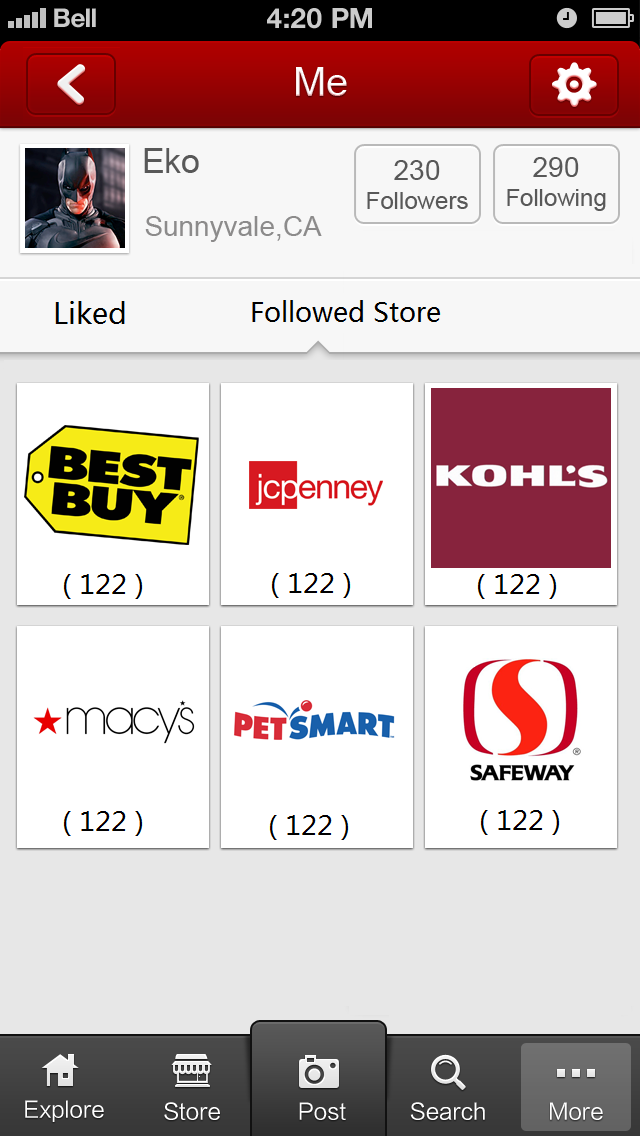 Bell 4:20 PM
Me
Eko
Sunnyvale,CA
230
Followers
290
Following
Liked
Followed Store
BEST
BUY®
( 122 )
jcpenney
( 122 )
KOHL'S
( 122 )
macy's
( 122 )
PETSMART
( 122 )
SAFEWAY®
( 122 )
Explore
Store
Post
Search
More